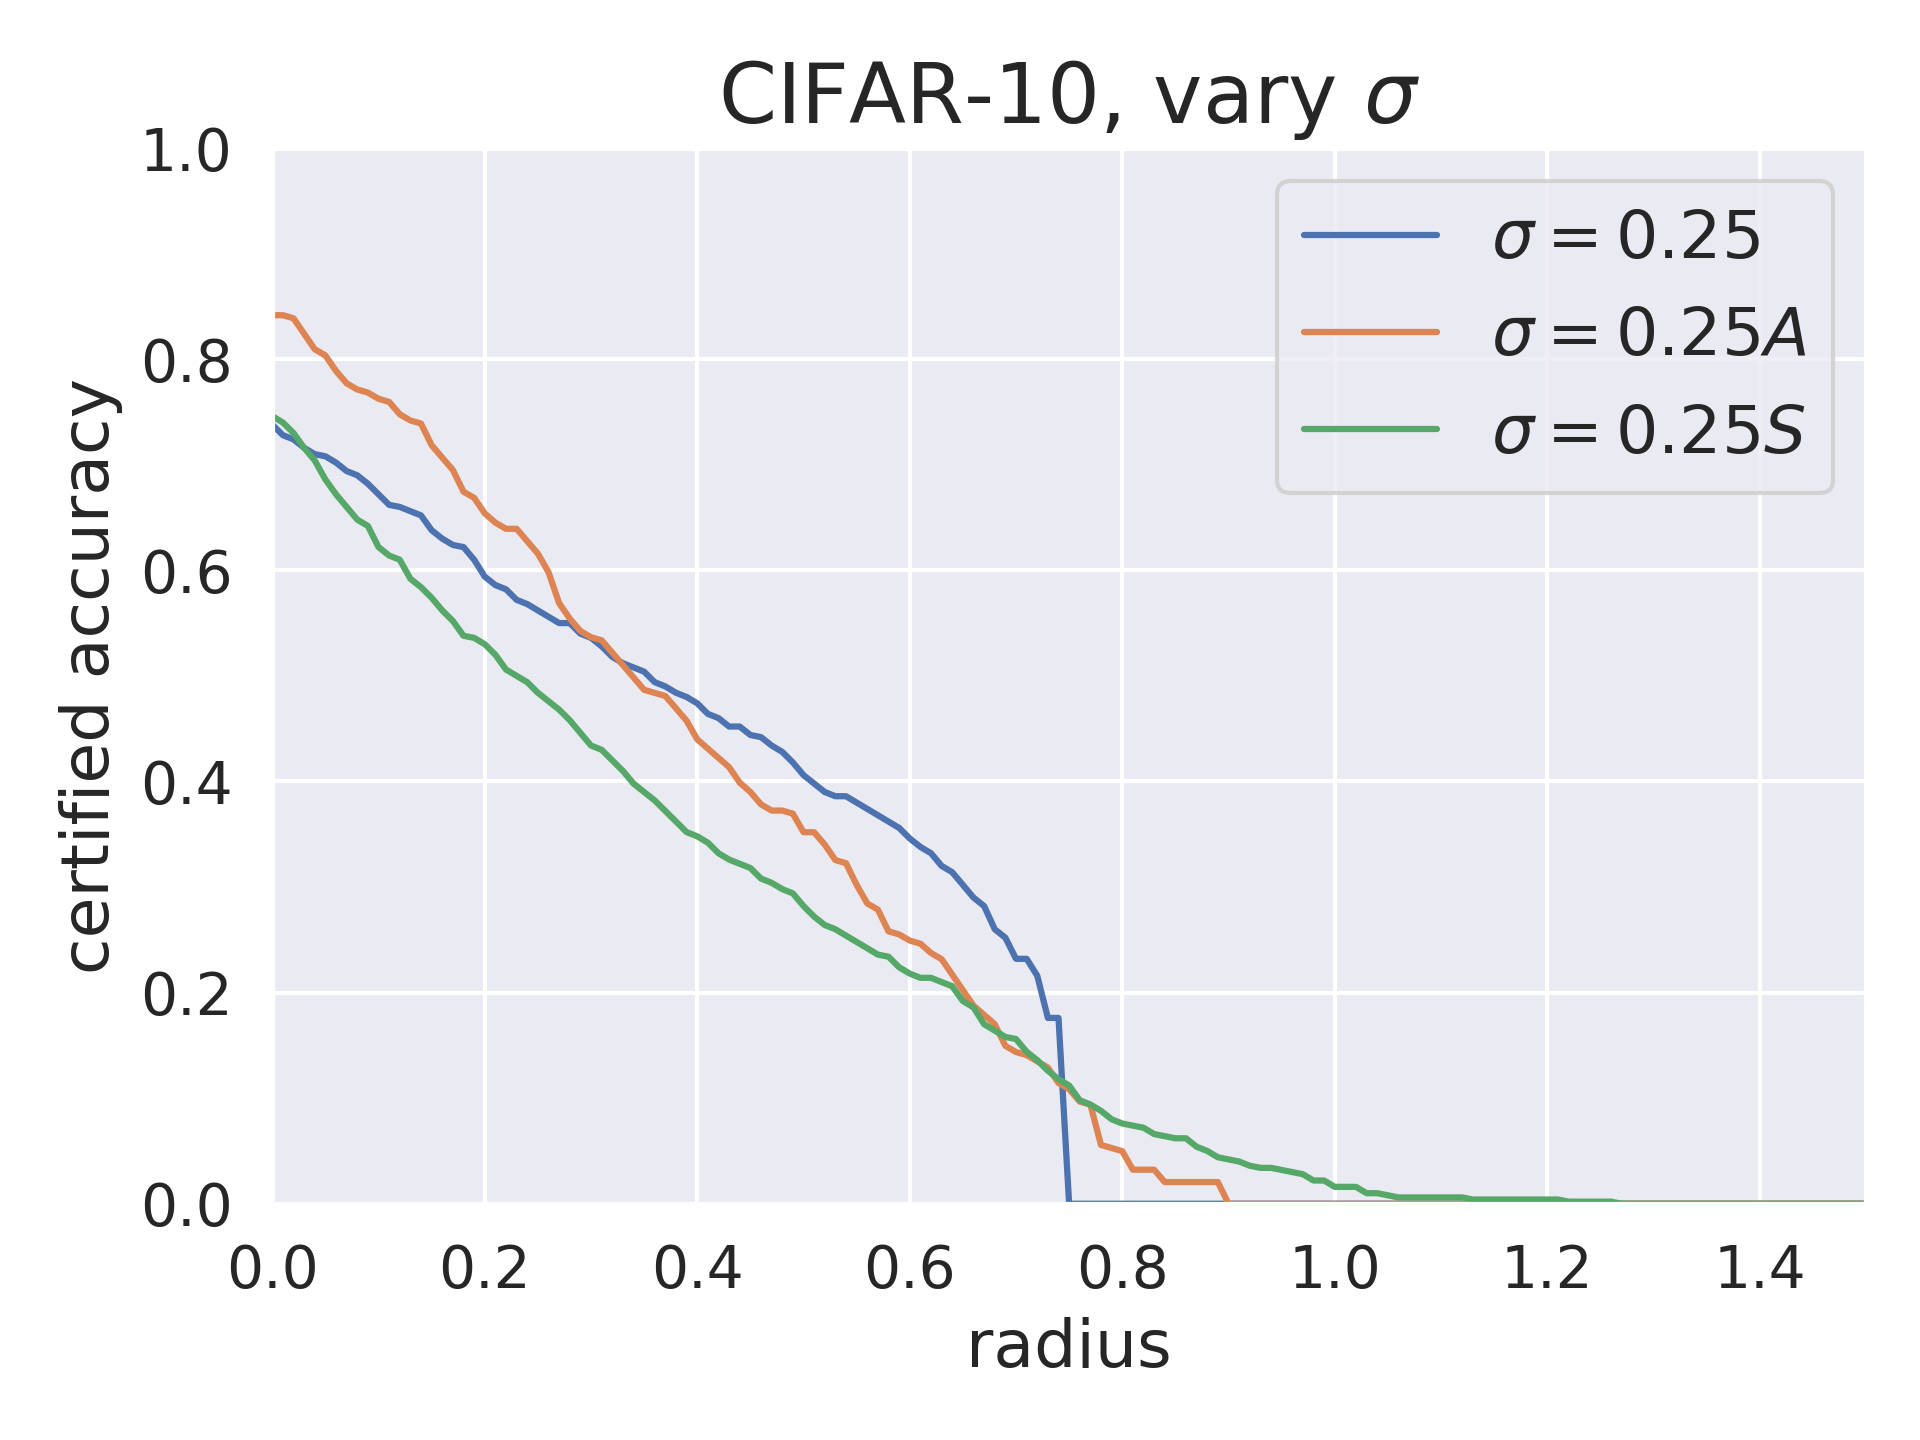 CIFAR-10, vary σ
1.0
0.8
0.6
0.4
0.2
0.0
certified accuracy
σ = 0.25
σ = 0.25A
σ = 0.25S
0.0 0.2 0.4 0.6 0.8 1.0 1.2 1.4
radius